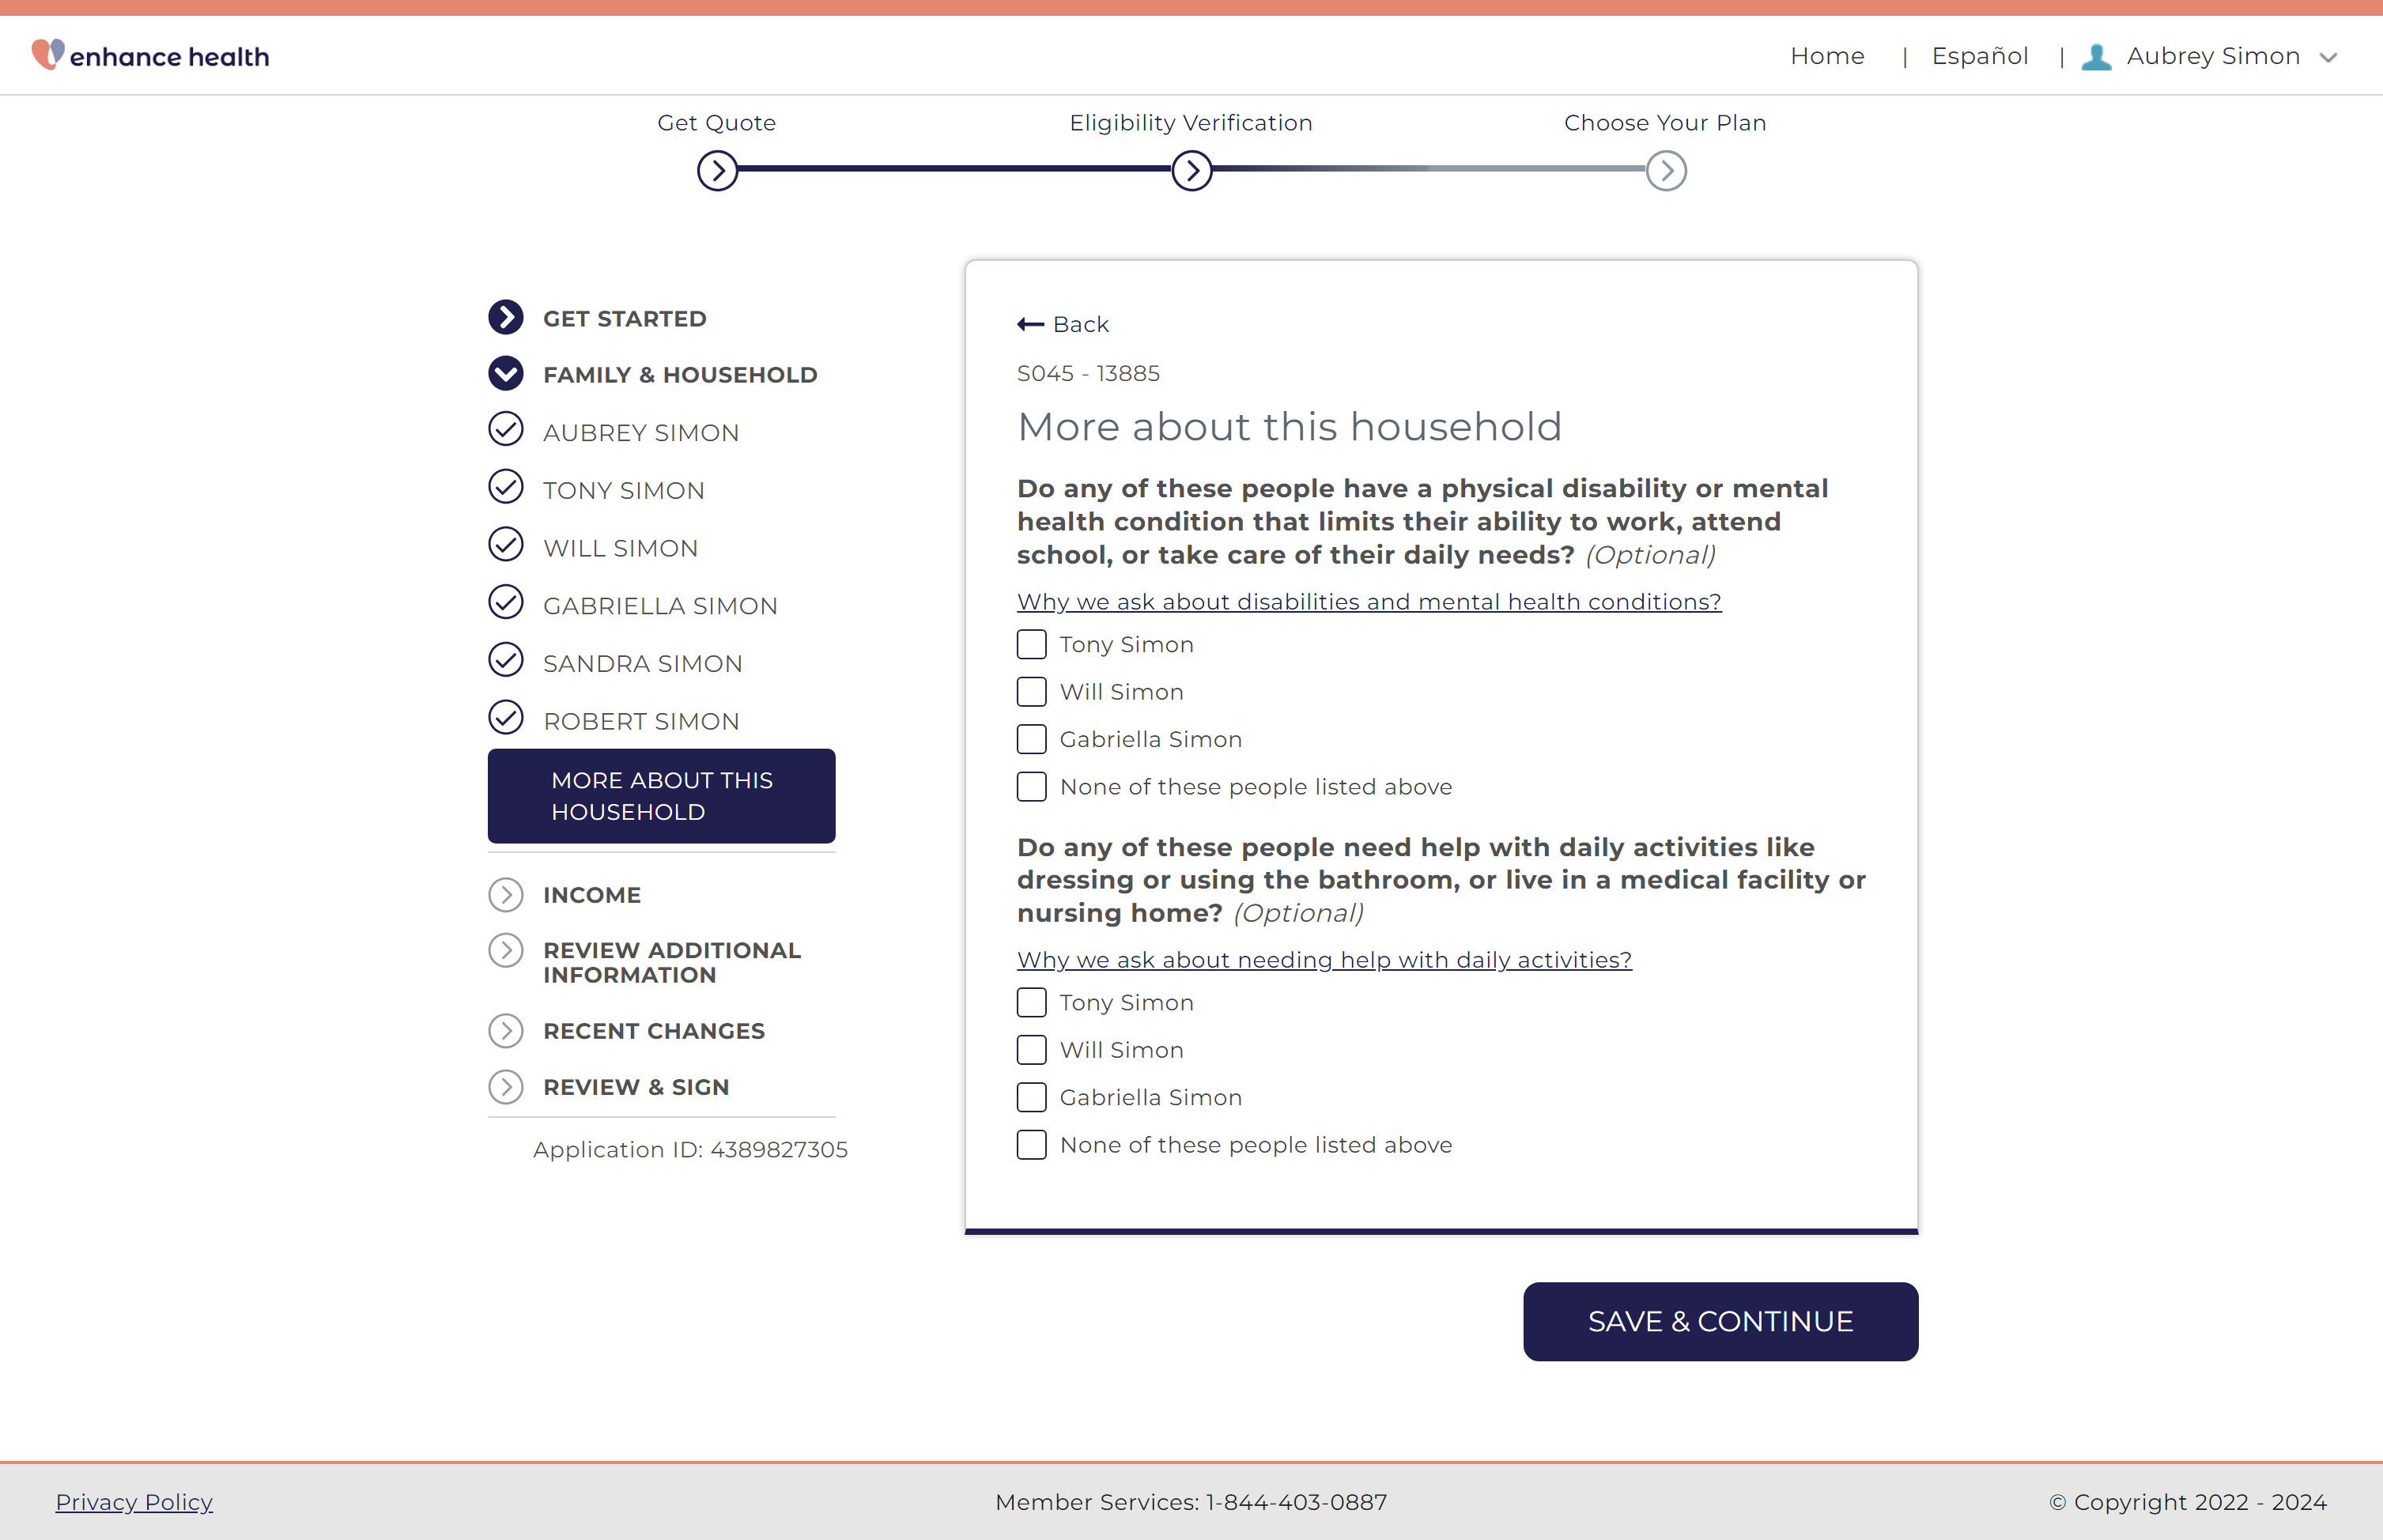 enhance health
Home | Español | Aubrey Simon
Get Quote
Eligibility Verification
Choose Your Plan
GET STARTED
FAMILY & HOUSEHOLD
AUBREY SIMON
TONY SIMON
WILL SIMON
GABRIELLA SIMON
SANDRA SIMON
ROBERT SIMON
MORE ABOUT THIS
HOUSEHOLD
INCOME
REVIEW ADDITIONAL
INFORMATION
RECENT CHANGES
REVIEW & SIGN
Application ID: 4389827305
Back
S045 - 13885
More about this household
Do any of these people have a physical disability or mental
health condition that limits their ability to work, attend
school, or take care of their daily needs? (Optional)
Why we ask about disabilities and mental health conditions?
Tony Simon
Will Simon
Gabriella Simon
None of these people listed above
Do any of these people need help with daily activities like
dressing or using the bathroom, or live in a medical facility or
nursing home? (Optional)
Why we ask about needing help with daily activities?
Tony Simon
Will Simon
Gabriella Simon
None of these people listed above
SAVE & CONTINUE
Privacy Policy
Member Services: 1-844-403-0887
© Copyright 2022 - 2024